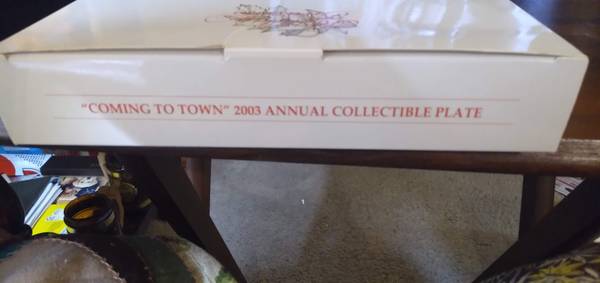 "COMING TO TOWN" 2003 ANNUAL COLLECTIBLE PLATE